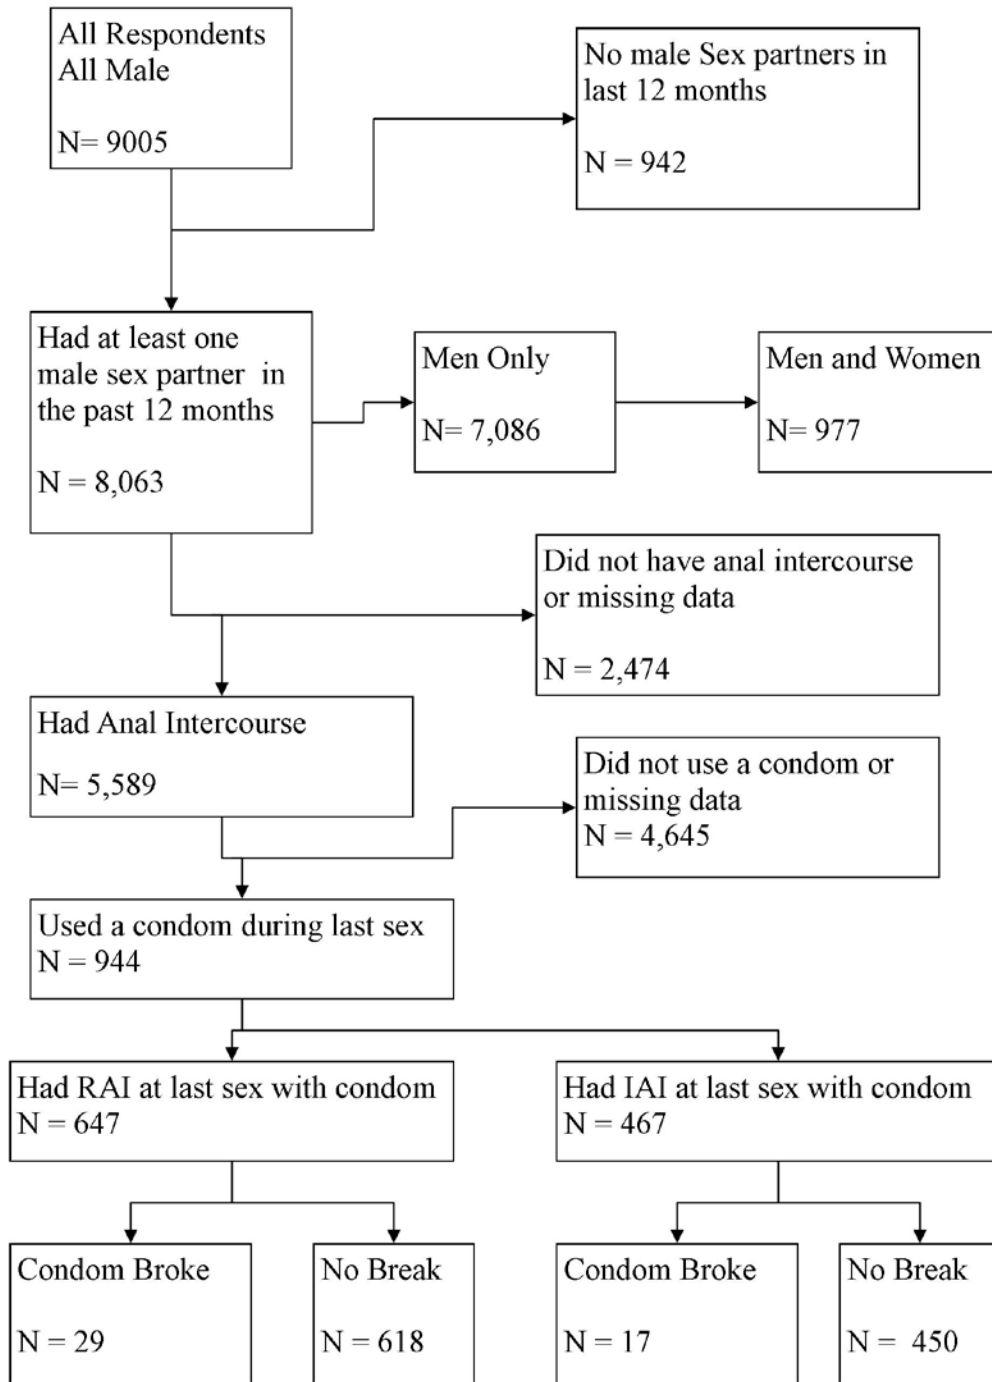 All Respondents
All Male
N= 9005
No male Sex partners in
last 12 months
N = 942
Had at least one
male sex partner in
the past 12 months
N = 8,063
Men Only
N= 7,086
Men and Women
N= 977
Did not have anal intercourse
or missing data
N = 2,474
Had Anal Intercourse
N= 5,589
Did not use a condom or
missing data
N = 4,645
Used a condom during last sex
N = 944
Had RAI at last sex with condom
N = 647
Had IAI at last sex with condom
N = 467
Condom Broke
N = 29
No Break
N = 618
Condom Broke
N = 17
No Break
N = 450